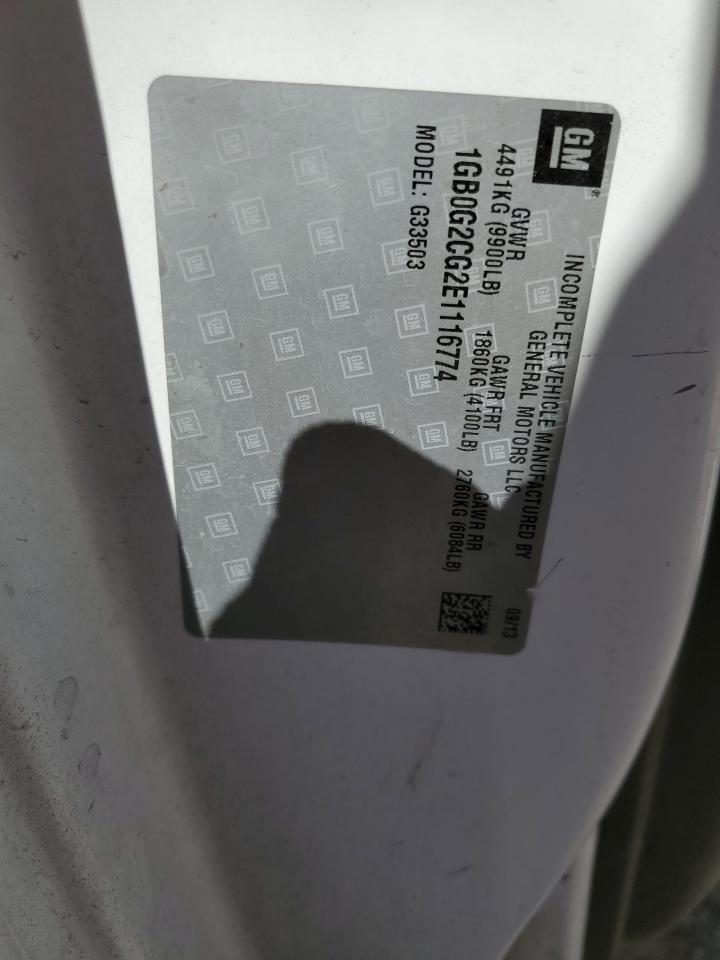 GM®
INCOMPLETE VEHICLE MANUFACTURED BY
GENERAL MOTORS LLC
09/13
GVWR GAWR FRT GAWR RR
4491KG (9900LB) 1860KG (4100LB) 2760KG (6084LB)
1GB0G2CG2E1116774
MODEL: G33503